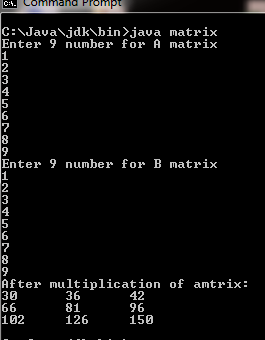 Command Prompt
C:\Java\jdk\bin>java matrix
Enter 9 number for A matrix
1
2
3
4
5
6
7
8
9
Enter 9 number for B matrix
1
2
3
4
5
6
7
8
9
After multiplication of amtrix:
30 36 42
66 81 96
102 126 150